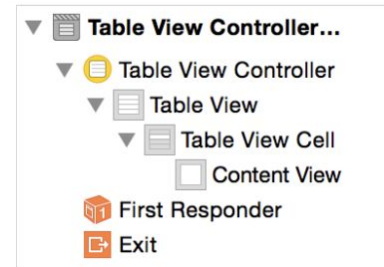 Table View Controller...
Table View Controller
Table View
Table View Cell
Content View
First Responder
Exit